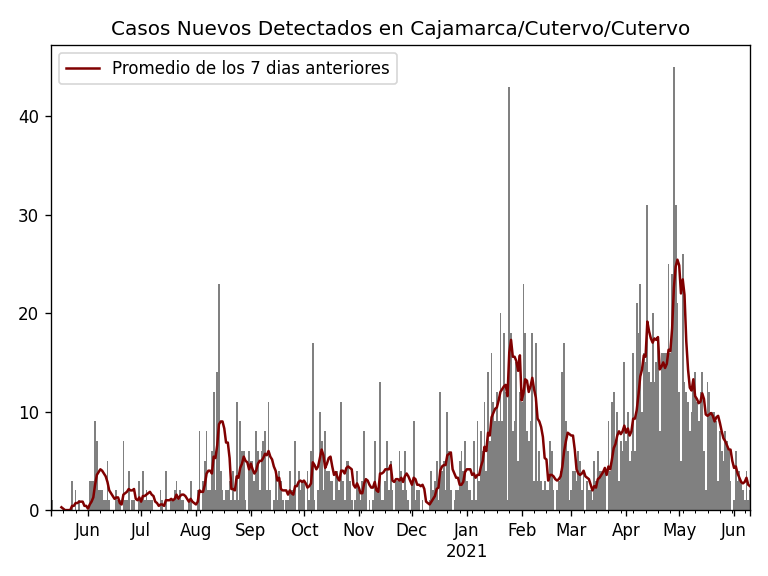 Casos Nuevos Detectados en Cajamarca/Cutervo/Cutervo
Promedio de los 7 dias anteriores
40
30
20
10
0
Jun Jul Aug Sep Oct Nov Dec Jan Feb Mar Apr May Jun
2021